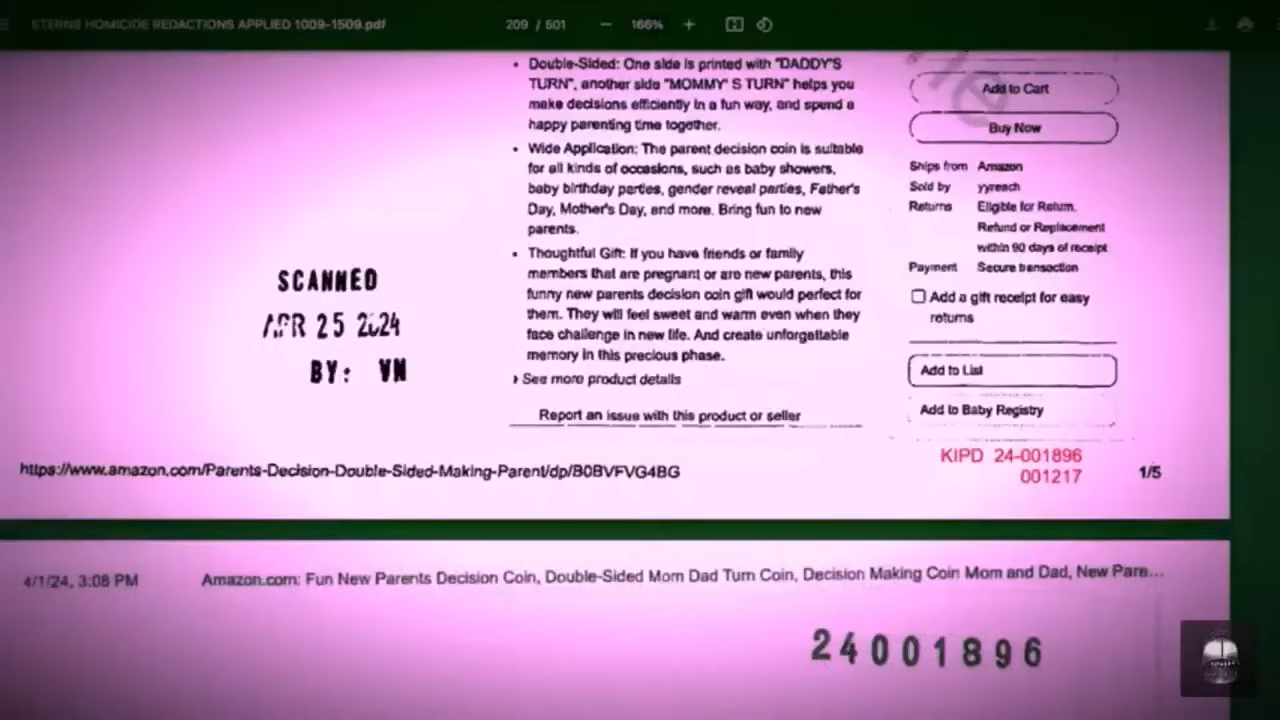 STERNS HOMICIDE REDACTIONS APPLIED 1009-1509.pdf
209 / 501
166%
• Double-Sided: One side is printed with "DADDY'S
TURN", another side "MOMMY' S TURN" helps you
make decisions efficiently in a fun way, and spend a
happy parenting time together.
• Wide Application: The parent decision coin is suitable
for all kinds of occasions, such as baby showers,
baby birthday parties, gender reveal parties, Father's
Day, Mother's Day, and more. Bring fun to new
parents.
• Thoughtful Gift: If you have friends or family
members that are pregnant or are new parents, this
funny new parents decision coin gift would perfect for
them. They will feel sweet and warm even when they
face challenge in new life. And create unforgettable
memory in this precious phase.
› See more product details
Report an issue with this product or seller
Add to Cart
Buy Now
Ships from Amazon
Sold by yyreach
Returns Eligible for Return,
Refund or Replacement
within 90 days of receipt
Payment Secure transaction
Add a gift receipt for easy
returns
Add to List
Add to Baby Registry
SCANNED
APR 25 2024
BY: VN
https://www.amazon.com/Parents-Decision-Double-Sided-Making-Parent/dp/B0BVFVG4BG
KIPD 24-001896
001217
1/5
4/1/24, 3:08 PM
Amazon.com: Fun New Parents Decision Coin, Double-Sided Mom Dad Turn Coin, Decision Making Coin Mom and Dad, New Pare...
24001896